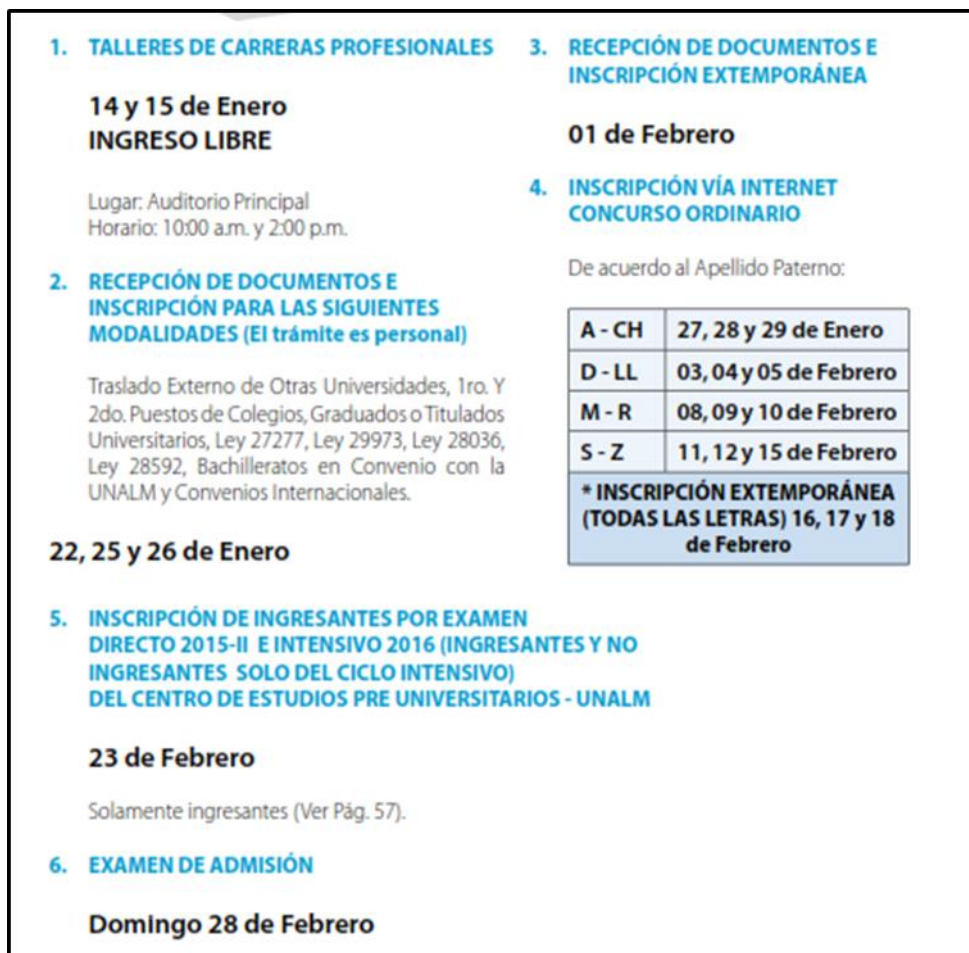 1. TALLERES DE CARRERAS PROFESIONALES
14 y 15 de Enero
INGRESO LIBRE
Lugar: Auditorio Principal
Horario: 10:00 a.m. y 2:00 p.m.
2. RECEPCIÓN DE DOCUMENTOS E
INSCRIPCIÓN PARA LAS SIGUIENTES
MODALIDADES (El trámite es personal)
Traslado Externo de Otras Universidades, 1ro. Y
2do. Puestos de Colegios, Graduados o Titulados
Universitarios, Ley 27277, Ley 29973, Ley 28036,
Ley 28592, Bachilleratos en Convenio con la
UNALM y Convenios Internacionales.
22, 25 y 26 de Enero
3. RECEPCIÓN DE DOCUMENTOS E
INSCRIPCIÓN EXTEMPORÁNEA
01 de Febrero
4. INSCRIPCIÓN VÍA INTERNET
CONCURSO ORDINARIO
De acuerdo al Apellido Paterno:
A - CH 27, 28 y 29 de Enero
D - LL 03, 04 y 05 de Febrero
M - R 08, 09 y 10 de Febrero
S - Z 11, 12 y 15 de Febrero
* INSCRIPCIÓN EXTEMPORÁNEA
(TODAS LAS LETRAS) 16, 17 y 18
de Febrero
5. INSCRIPCIÓN DE INGRESANTES POR EXAMEN
DIRECTO 2015-II E INTENSIVO 2016 (INGRESANTES Y NO
INGRESANTES SOLO DEL CICLO INTENSIVO)
DEL CENTRO DE ESTUDIOS PRE UNIVERSITARIOS - UNALM
23 de Febrero
Solamente ingresantes (Ver Pág. 57).
6. EXAMEN DE ADMISIÓN
Domingo 28 de Febrero